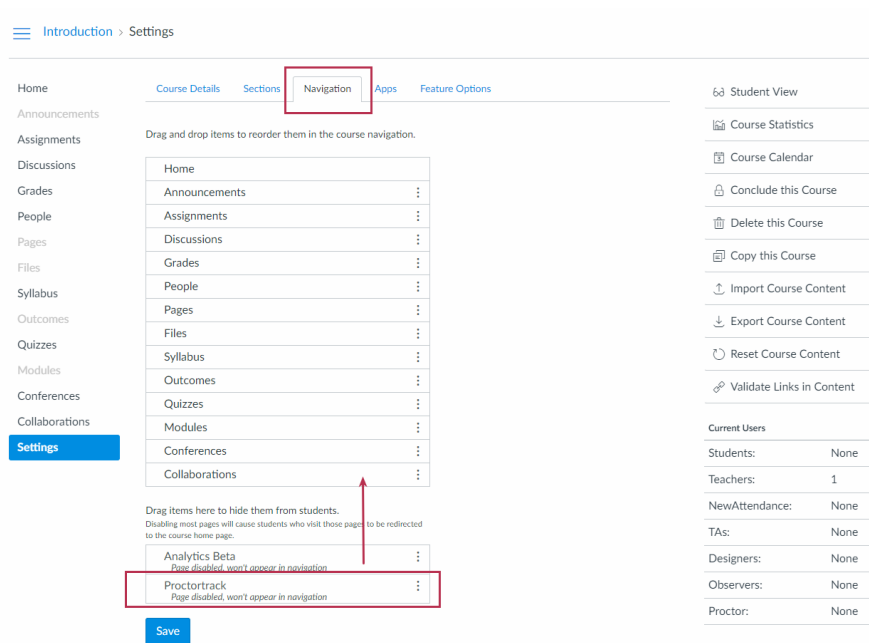 Introduction > Settings
Home
Announcements
Assignments
Discussions
Grades
People
Pages
Files
Syllabus
Outcomes
Quizzes
Modules
Conferences
Collaborations
Settings
Course Details Sections Navigation Apps Feature Options
Drag and drop items to reorder them in the course navigation.
Home
Announcements
Assignments
Discussions
Grades
People
Pages
Files
Syllabus
Outcomes
Quizzes
Modules
Conferences
Collaborations
Drag items here to hide them from students.
Disabling most pages will cause students who visit those pages to be redirected
to the course home page.
Analytics Beta
Page disabled, won't appear in navigation
Proctortrack
Page disabled, won't appear in navigation
Save
Student View
Course Statistics
Course Calendar
Conclude this Course
Delete this Course
Copy this Course
Import Course Content
Export Course Content
Reset Course Content
Validate Links in Content
Current Users
Students: None
Teachers: 1
NewAttendance: None
TAs: None
Designers: None
Observers: None
Proctor: None